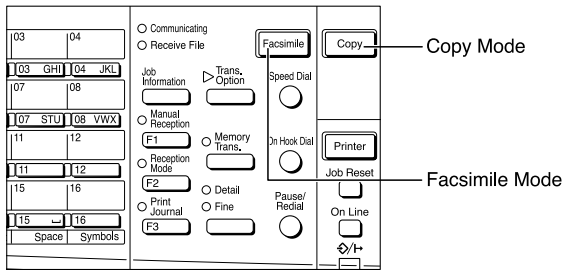 Communicating
Receive File
Facsimile
Copy
Copy Mode
03
04
03 GHI
04 JKL
Job
Information
Trans.
Option
Speed Dial
07
08
07 STU
08 VWX
Manual
Reception
F1
Memory
Trans.
On Hook Dial
Printer
11
12
11
12
Reception
Mode
F2
Job Reset
Facsimile Mode
15
16
Detail
Fine
Print
Journal
F3
Pause/
Redial
On Line
15
16
Space
Symbols